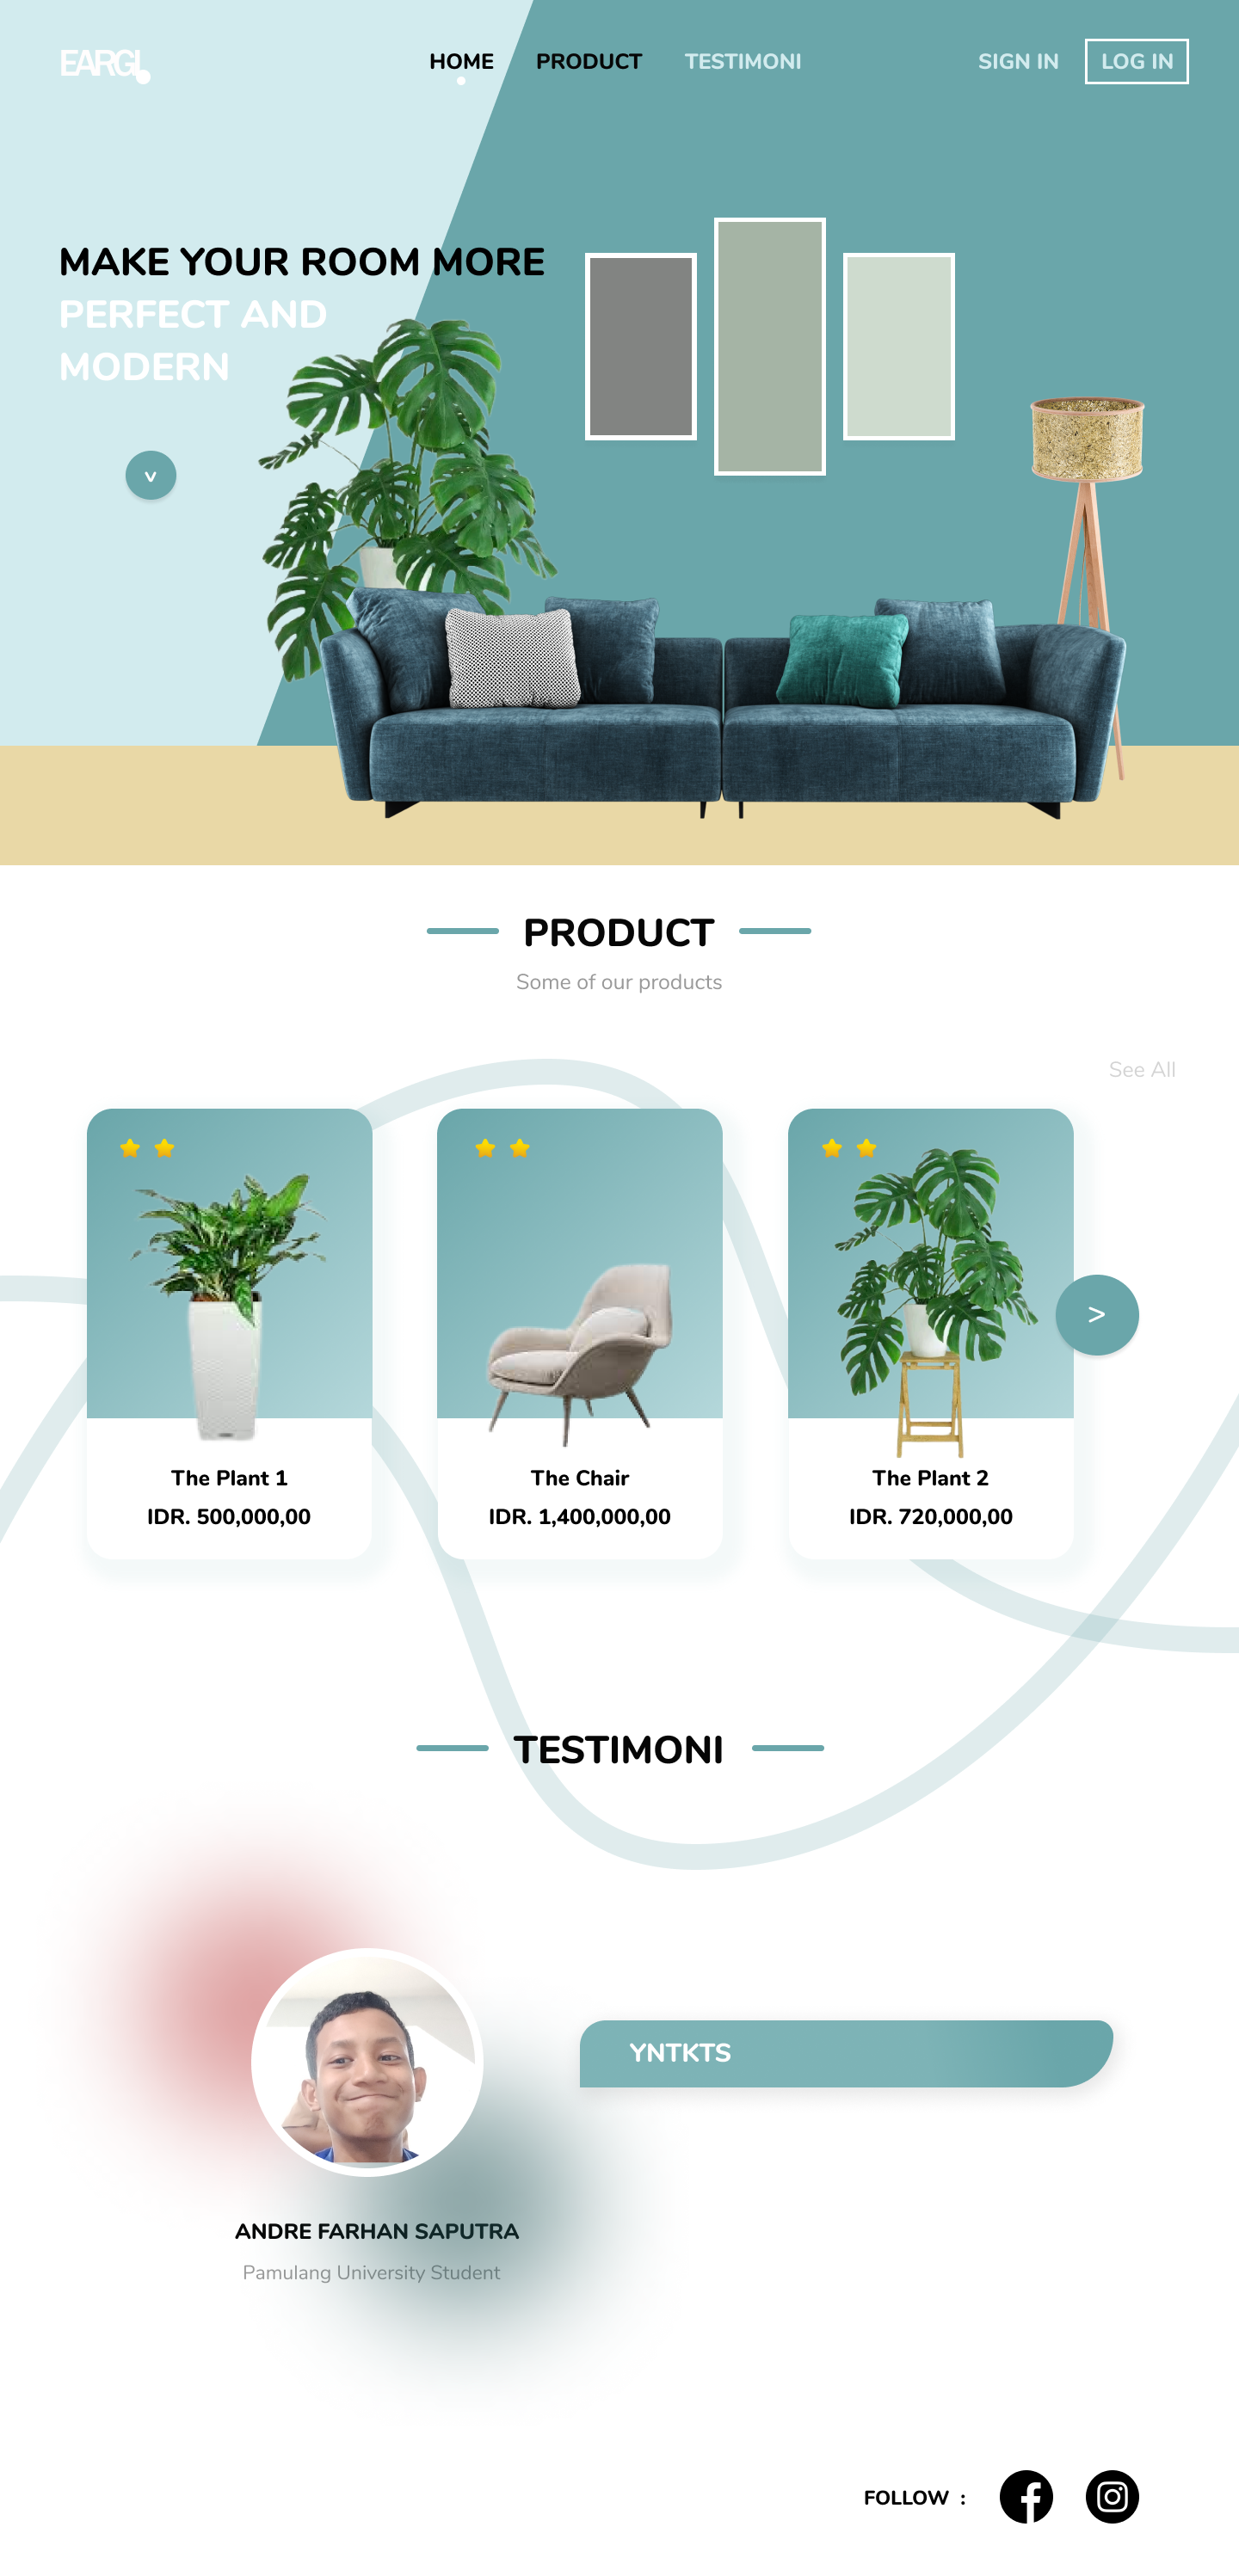 EARGI.
HOME PRODUCT TESTIMONI SIGN IN LOG IN
MAKE YOUR ROOM MORE
PERFECT AND
MODERN
v
PRODUCT
Some of our products
See All
>
The Plant 1
IDR. 500,000,00
The Chair
IDR. 1,400,000,00
The Plant 2
IDR. 720,000,00
TESTIMONI
YNTKTS
ANDRE FARHAN SAPUTRA
Pamulang University Student
FOLLOW :